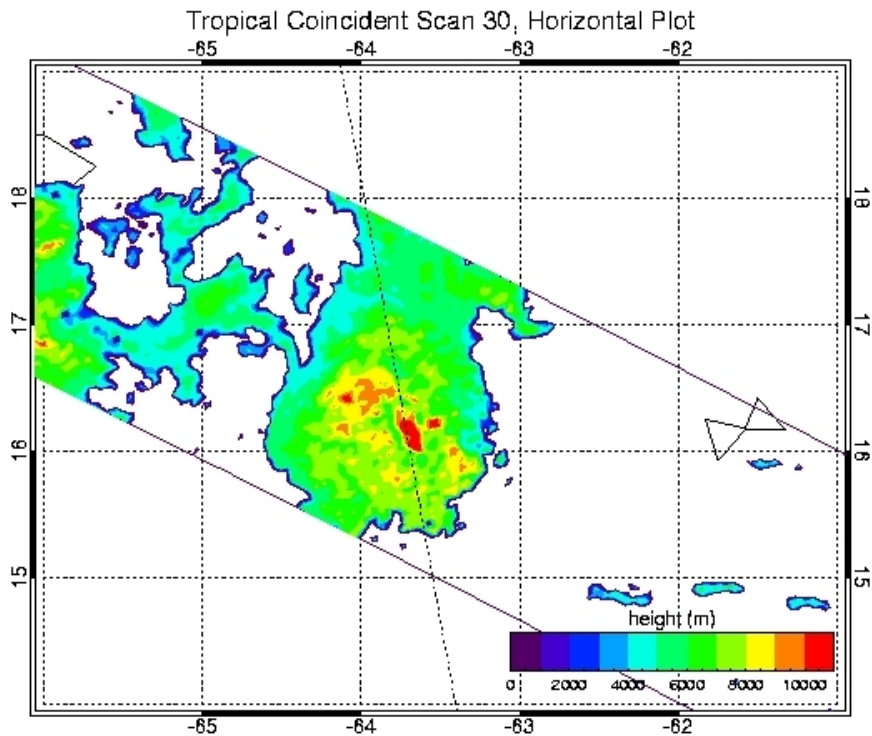 Tropical Coincident Scan 30, Horizontal Plot
-65 -64 -63 -62
18 18
17 17
16 16
15 15
height (m)
0 2000 4000 6000 8000 10000
-65 -64 -63 -62